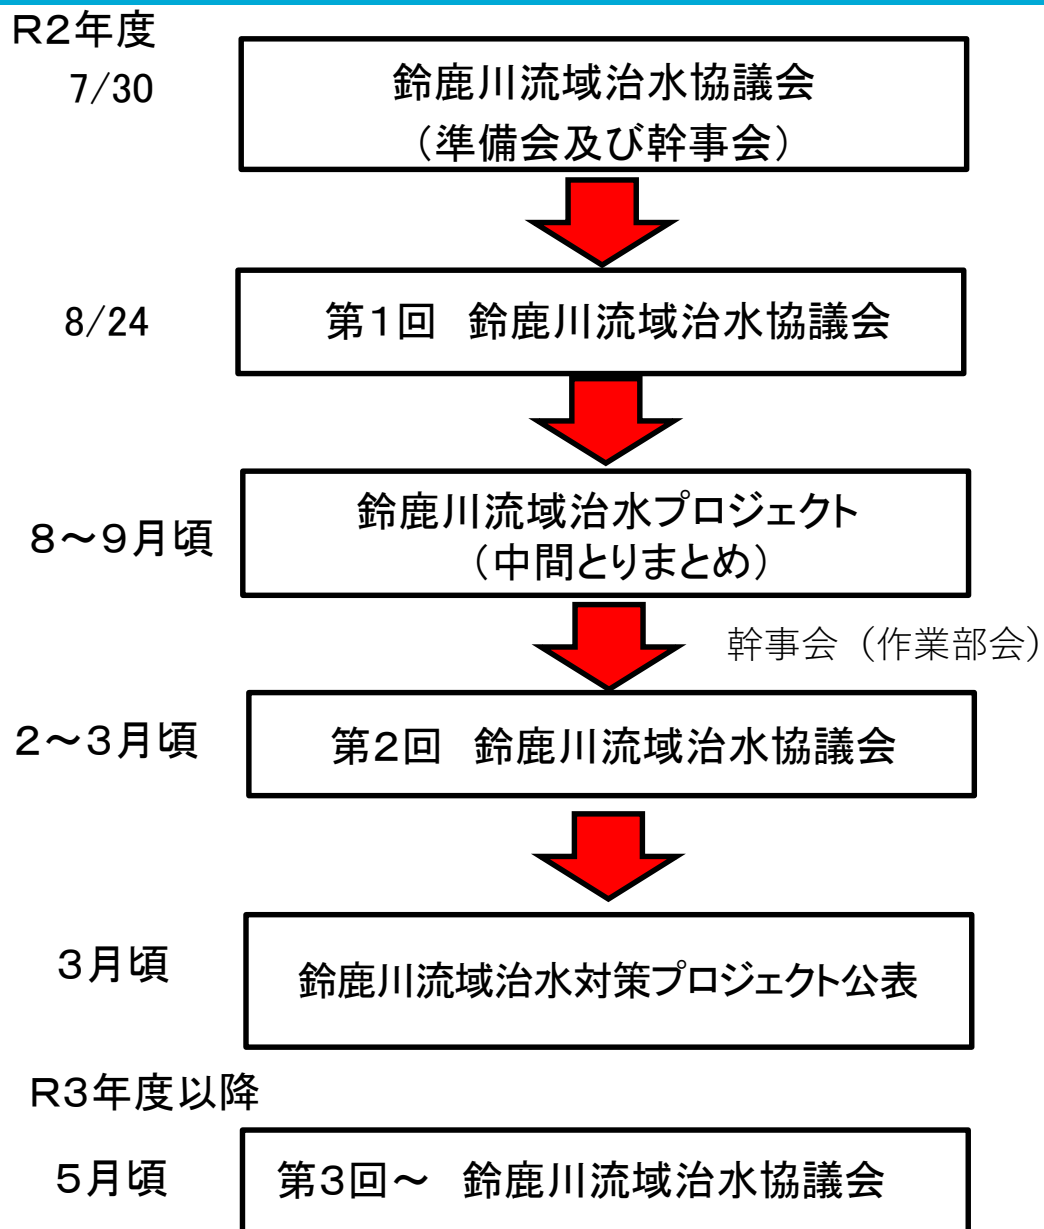 R2年度
7/30
鈴鹿川流域治水協議会
（準備会及び幹事会）
8/24
第1回　鈴鹿川流域治水協議会
8～9月頃
鈴鹿川流域治水プロジェクト
（中間とりまとめ）
幹事会（作業部会）
2～3月頃
第2回　鈴鹿川流域治水協議会
3月頃
鈴鹿川流域治水対策プロジェクト公表
R3年度以降
5月頃
第3回～　鈴鹿川流域治水協議会